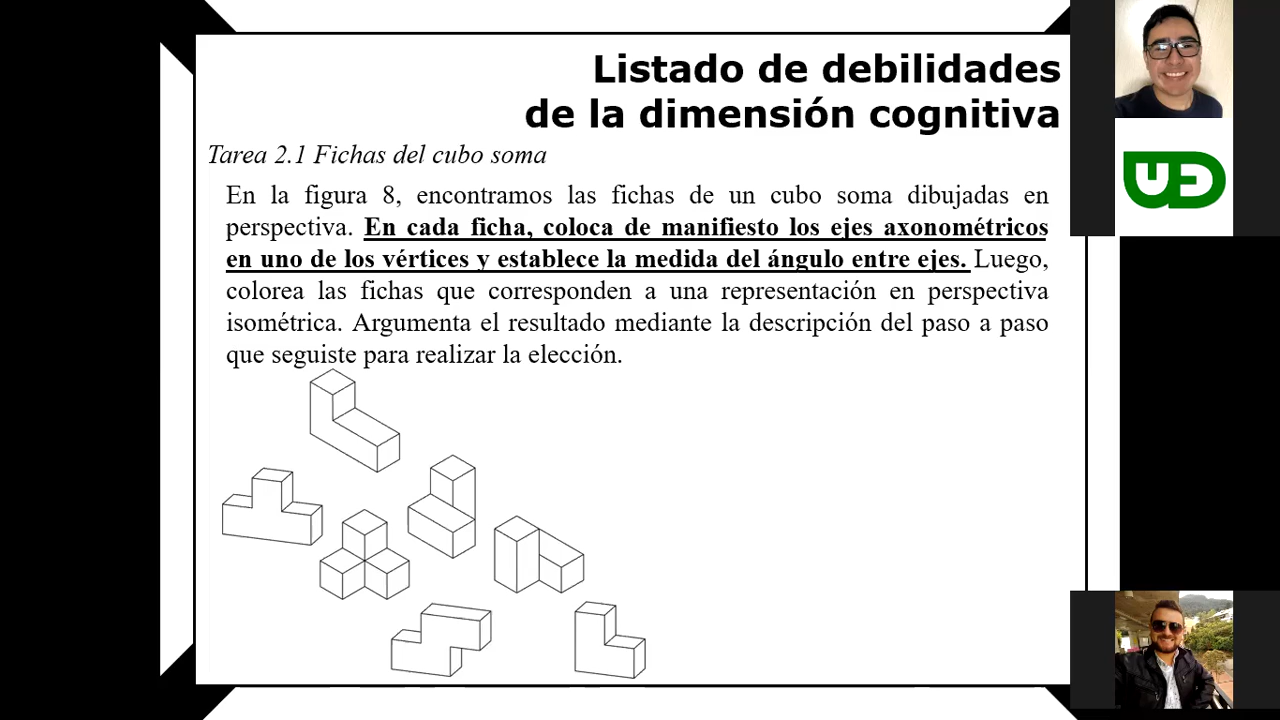 Listado de debilidades
de la dimensión cognitiva
Tarea 2.1 Fichas del cubo soma
En la figura 8, encontramos las fichas de un cubo soma dibujadas en
perspectiva. En cada ficha, coloca de manifiesto los ejes axonométricos
en uno de los vértices y establece la medida del ángulo entre ejes. Luego,
colorea las fichas que corresponden a una representación en perspectiva
isométrica. Argumenta el resultado mediante la descripción del paso a paso
que seguiste para realizar la elección.